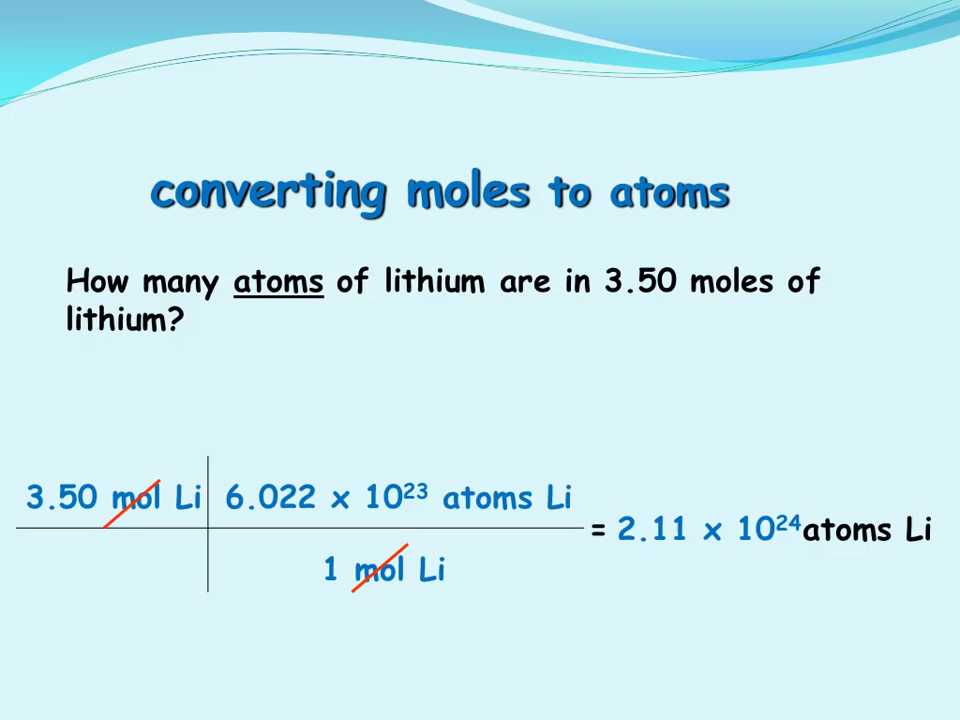 converting moles to atoms
How many atoms of lithium are in 3.50 moles of
lithium?
3.50 mol Li 6.022 x 10²³ atoms Li
= 2.11 x 10²⁴atoms Li
1 mol Li